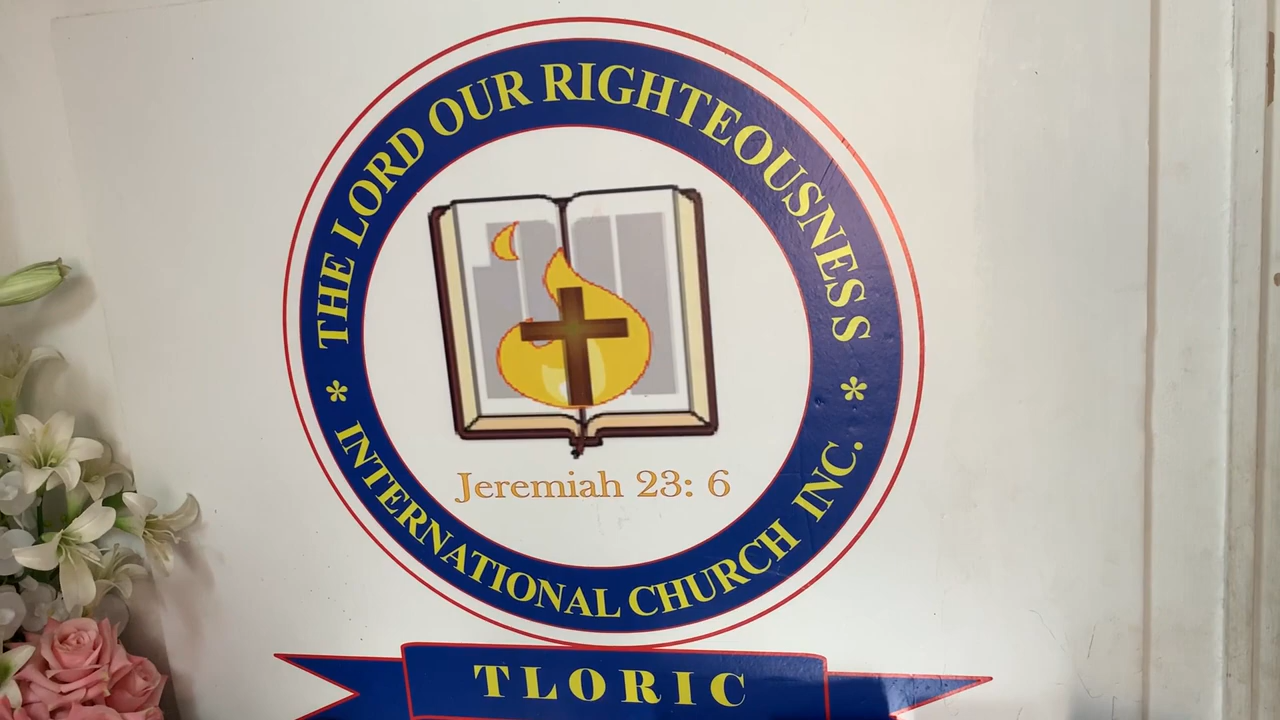 THE LORD OUR RIGHTEOUSNESS
* INTERNATIONAL CHURCH INC. *
Jeremiah 23: 6
TLORIC